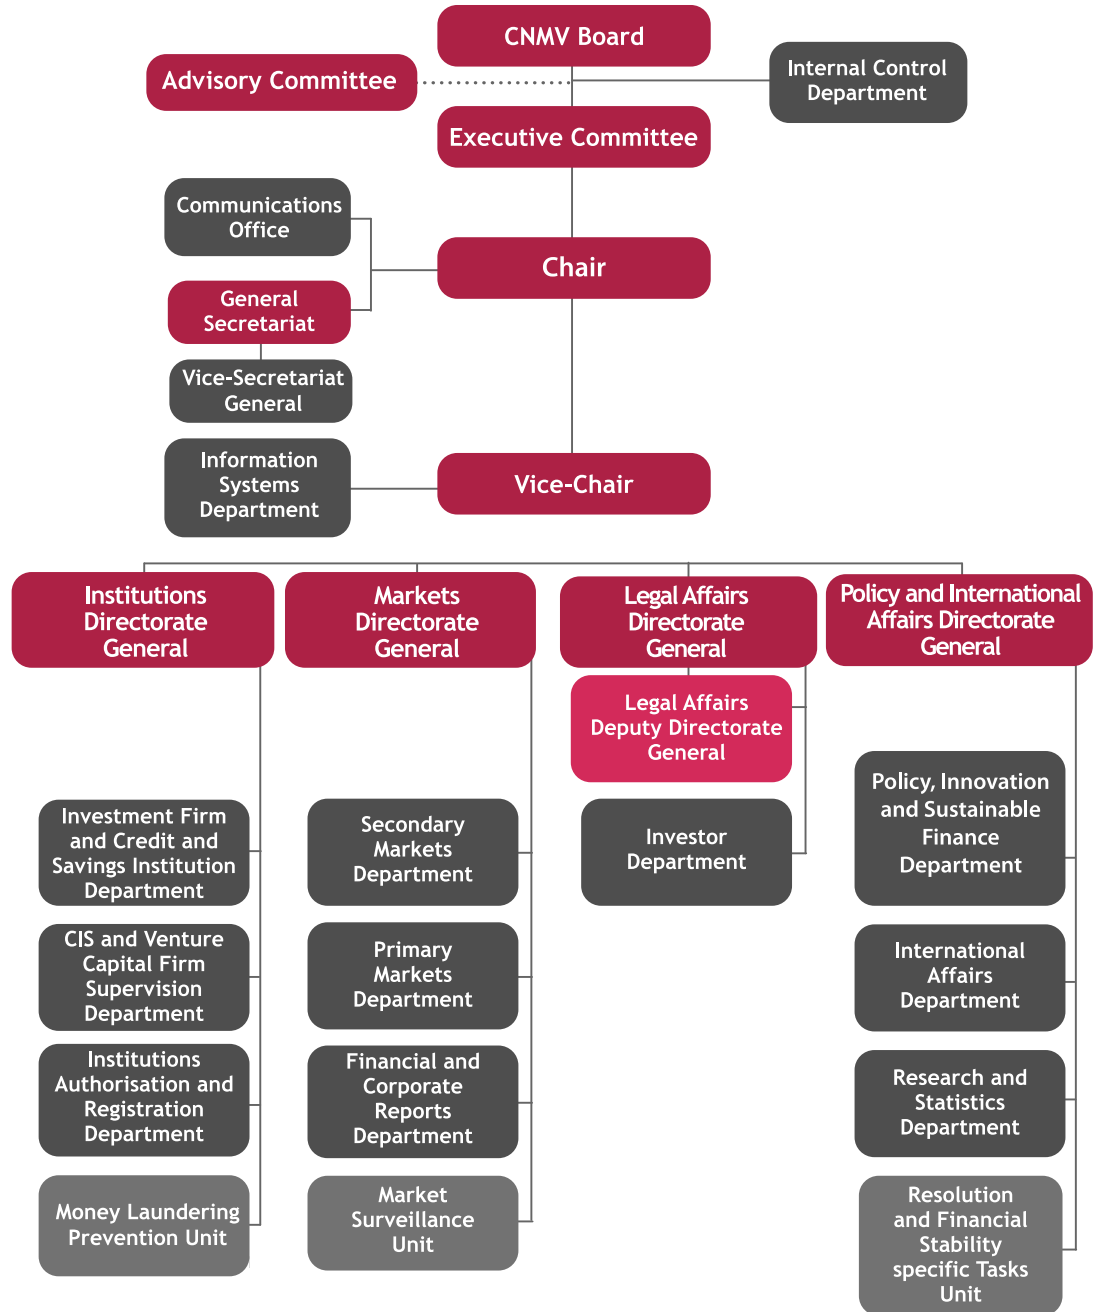 CNMV Board
Advisory Committee
Internal Control
Department
Executive Committee
Communications
Office
Chair
General
Secretariat
Vice-Secretariat
General
Information
Systems
Department
Vice-Chair
Institutions
Directorate
General
Markets
Directorate
General
Legal Affairs
Directorate
General
Policy and International
Affairs Directorate
General
Legal Affairs
Deputy Directorate
General
Investment Firm
and Credit and
Savings Institution
Department
Secondary
Markets
Department
Investor
Department
Policy, Innovation
and Sustainable
Finance
Department
CIS and Venture
Capital Firm
Supervision
Department
Primary
Markets
Department
International
Affairs
Department
Institutions
Authorisation and
Registration
Department
Financial and
Corporate
Reports
Department
Research and
Statistics
Department
Money Laundering
Prevention Unit
Market
Surveillance
Unit
Resolution
and Financial
Stability
specific Tasks
Unit